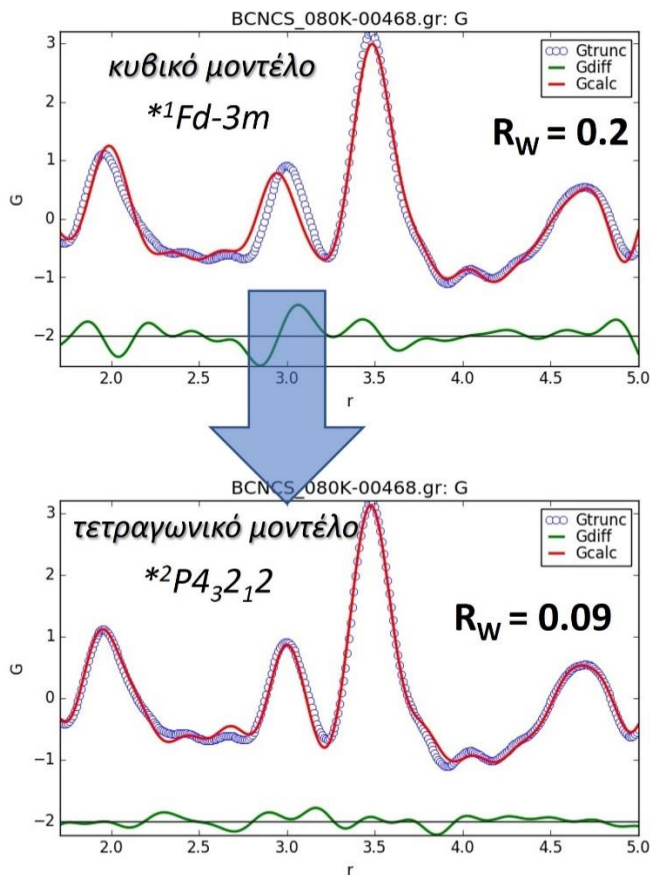 BCNCS_080K-00468.gr: G
κυβικό μοντέλο
*¹Fd-3m
Gtrunc
Gdiff
Gcalc
R_W = 0.2
G
3
2
1
0
−1
−2
2.0 2.5 3.0 3.5 4.0 4.5 5.0
r
BCNCS_080K-00468.gr: G
τετραγωνικό μοντέλο
*²P4₃2₁2
Gtrunc
Gdiff
Gcalc
R_W = 0.09
G
3
2
1
0
−1
−2
2.0 2.5 3.0 3.5 4.0 4.5 5.0
r